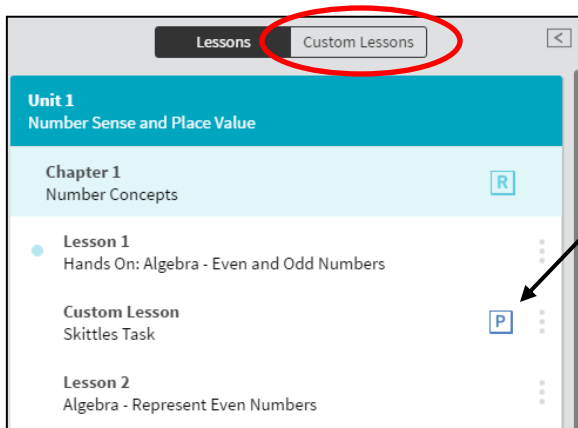 Lessons Custom Lessons <
Unit 1
Number Sense and Place Value
Chapter 1
Number Concepts
R
Lesson 1
Hands On: Algebra - Even and Odd Numbers
Custom Lesson
Skittles Task
P
Lesson 2
Algebra - Represent Even Numbers